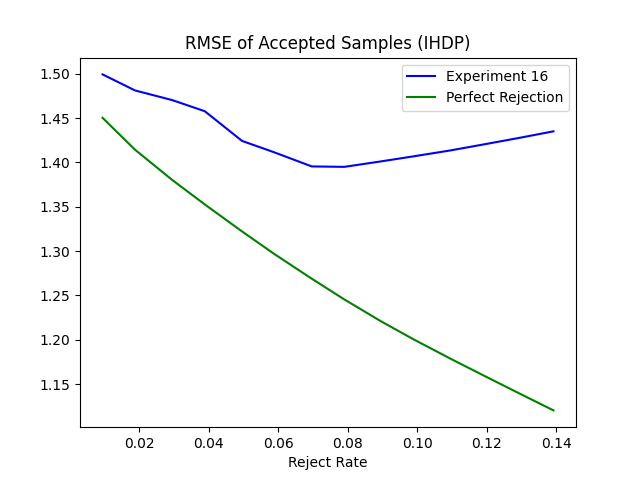 RMSE of Accepted Samples (IHDP)
Experiment 16
Perfect Rejection
1.50
1.45
1.40
1.35
1.30
1.25
1.20
1.15
0.02 0.04 0.06 0.08 0.10 0.12 0.14
Reject Rate